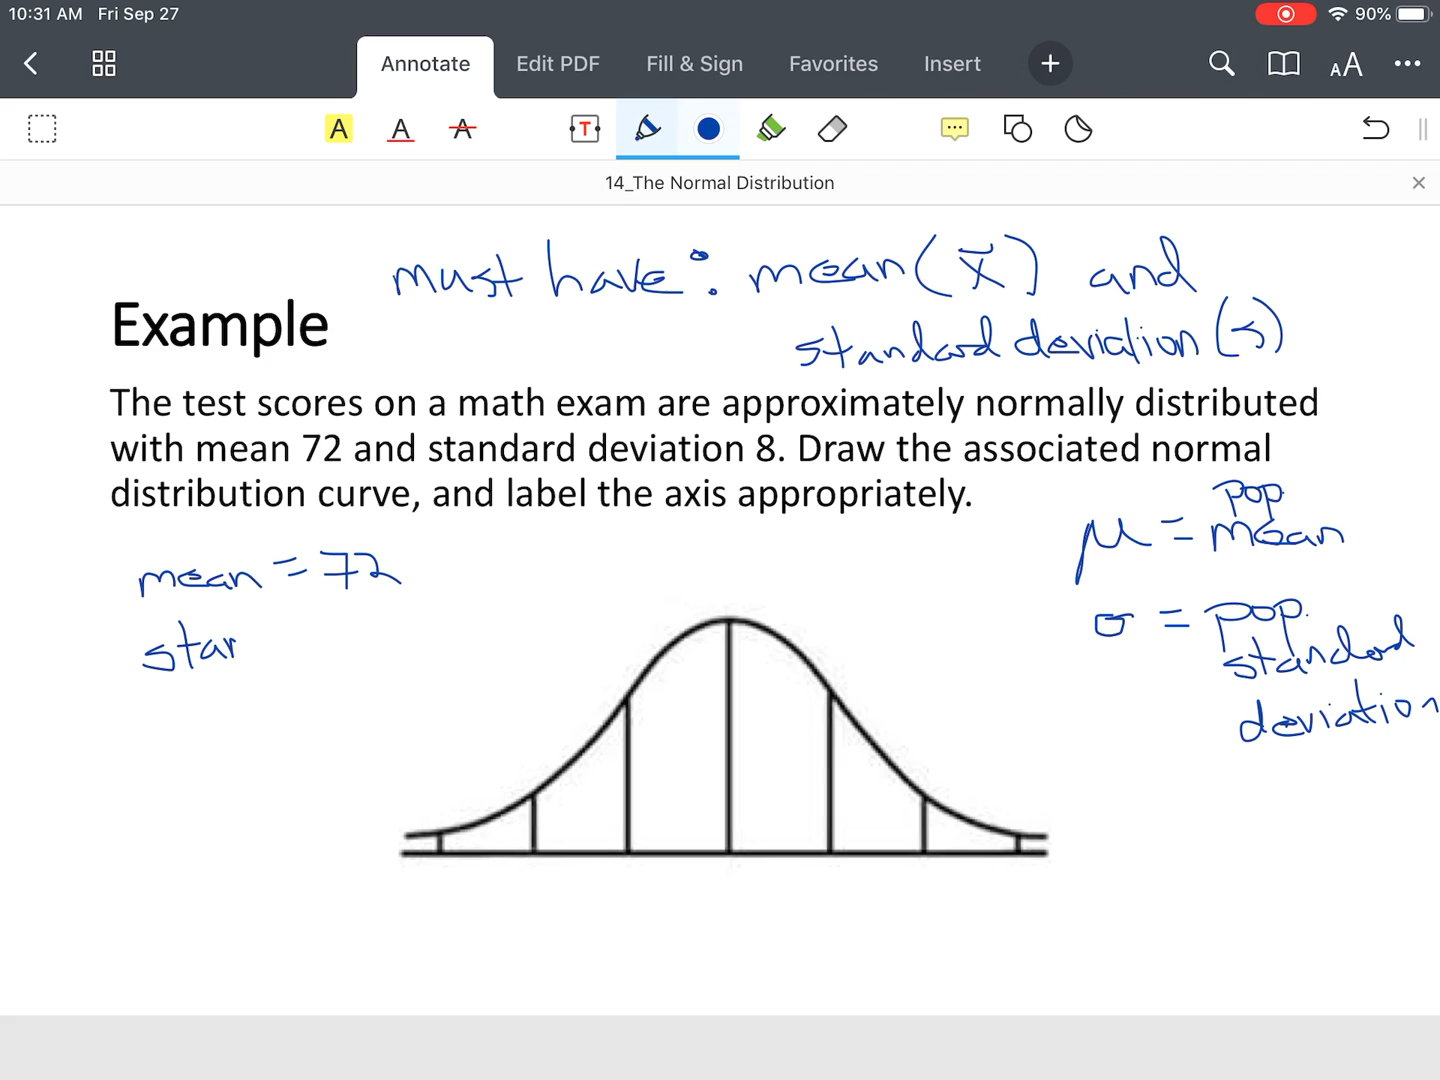 10:31 AM Fri Sep 27 90%
Annotate Edit PDF Fill & Sign Favorites Insert
A A A T AA
14_The Normal Distribution
must have: mean (x̄) and
standard deviation (s)
Example
The test scores on a math exam are approximately normally distributed
with mean 72 and standard deviation 8. Draw the associated normal
distribution curve, and label the axis appropriately.
μ = pop. mean
mean = 72
σ = pop.
star
standard
deviation